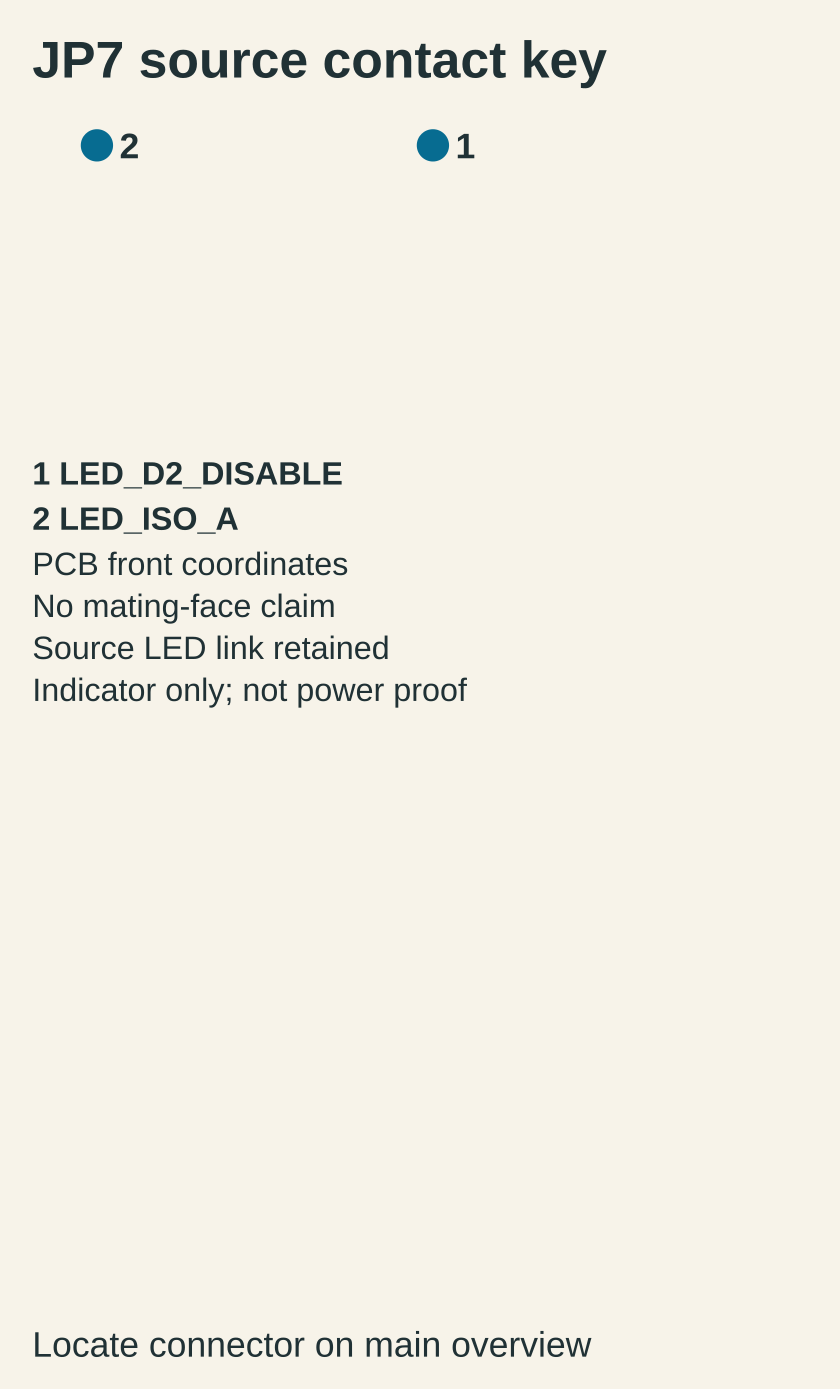 JP7 source contact key
2 1
1 LED_D2_DISABLE
2 LED_ISO_A
PCB front coordinates
No mating-face claim
Source LED link retained
Indicator only; not power proof
Locate connector on main overview